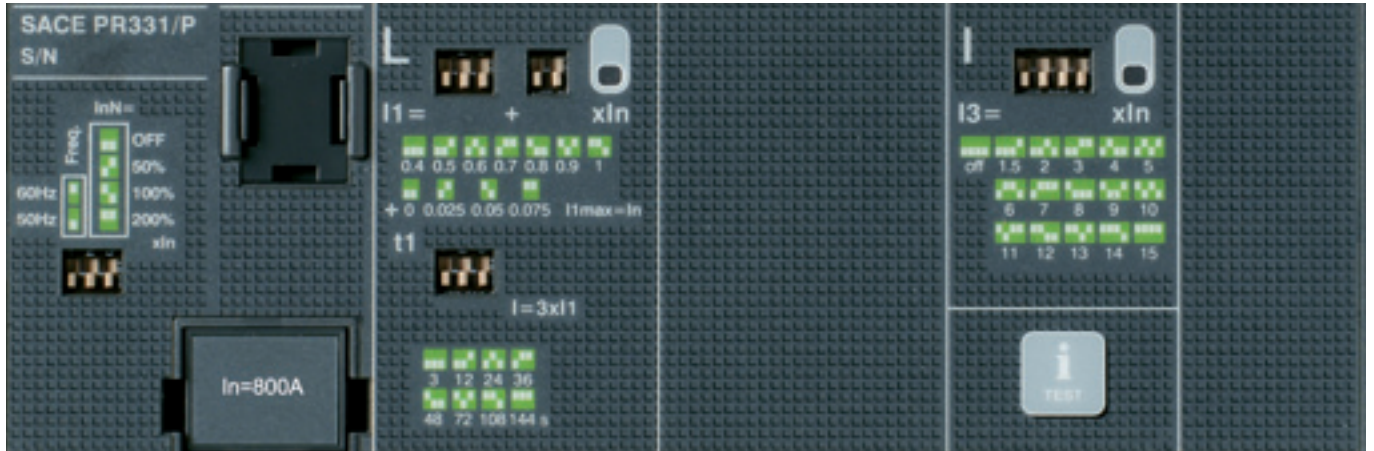 SACE PR331/P
S/N
InN=
Freq.
OFF
50%
60Hz
100%
50Hz
200%
xIn
In=800A
L
I1= + xIn
0.4 0.5 0.6 0.7 0.8 0.9 1
+ 0 0.025 0.05 0.075 I1max=In
t1
I=3xI1
3 12 24 36
48 72 108 144 s
I
I3= xIn
off 1.5 2 3 4 5
6 7 8 9 10
11 12 13 14 15
i
TEST